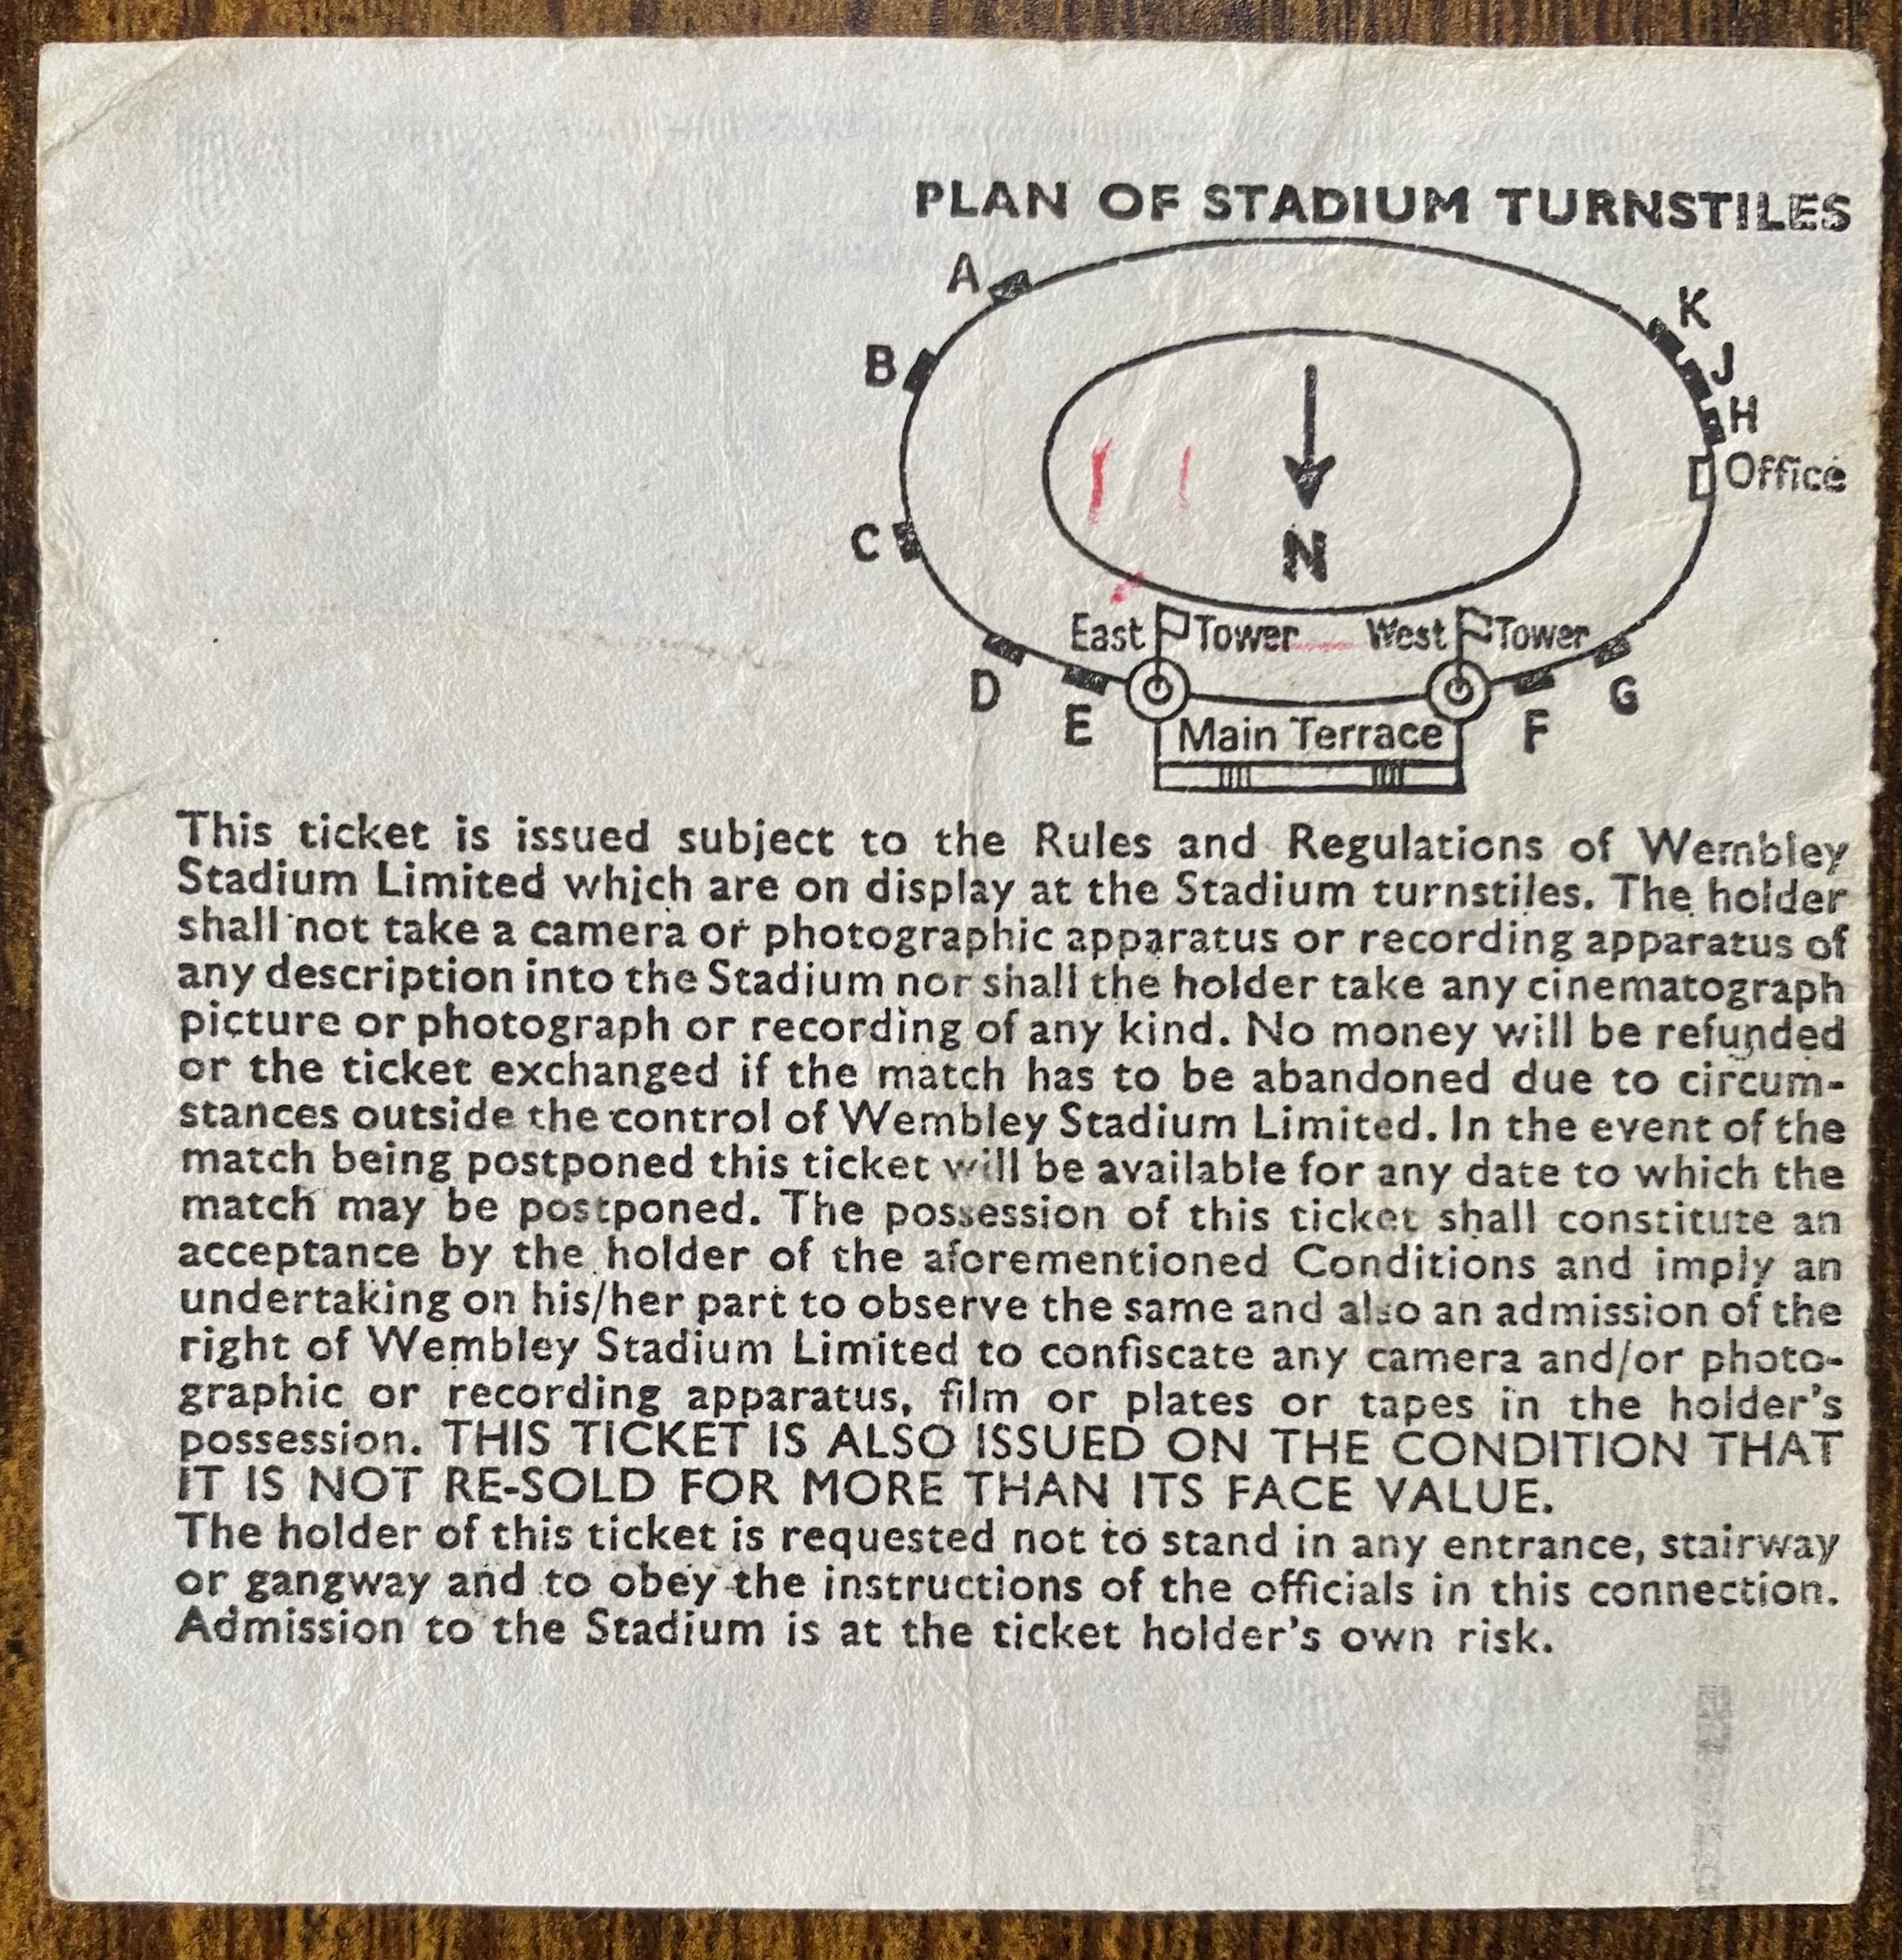 PLAN OF STADIUM TURNSTILES
A
K
B
J
H
Office
N
C
East Tower West Tower
D
G
E
Main Terrace
F
This ticket is issued subject to the Rules and Regulations of Wembley
Stadium Limited which are on display at the Stadium turnstiles. The holder
shall not take a camera or photographic apparatus or recording apparatus of
any description into the Stadium nor shall the holder take any cinematograph
picture or photograph or recording of any kind. No money will be refunded
or the ticket exchanged if the match has to be abandoned due to circum-
stances outside the control of Wembley Stadium Limited. In the event of the
match being postponed this ticket will be available for any date to which the
match may be postponed. The possession of this ticket shall constitute an
acceptance by the holder of the aforementioned Conditions and imply an
undertaking on his/her part to observe the same and also an admission of the
right of Wembley Stadium Limited to confiscate any camera and/or photo-
graphic or recording apparatus, film or plates or tapes in the holder's
possession. THIS TICKET IS ALSO ISSUED ON THE CONDITION THAT
IT IS NOT RE-SOLD FOR MORE THAN ITS FACE VALUE.
The holder of this ticket is requested not to stand in any entrance, stairway
or gangway and to obey the instructions of the officials in this connection.
Admission to the Stadium is at the ticket holder's own risk.